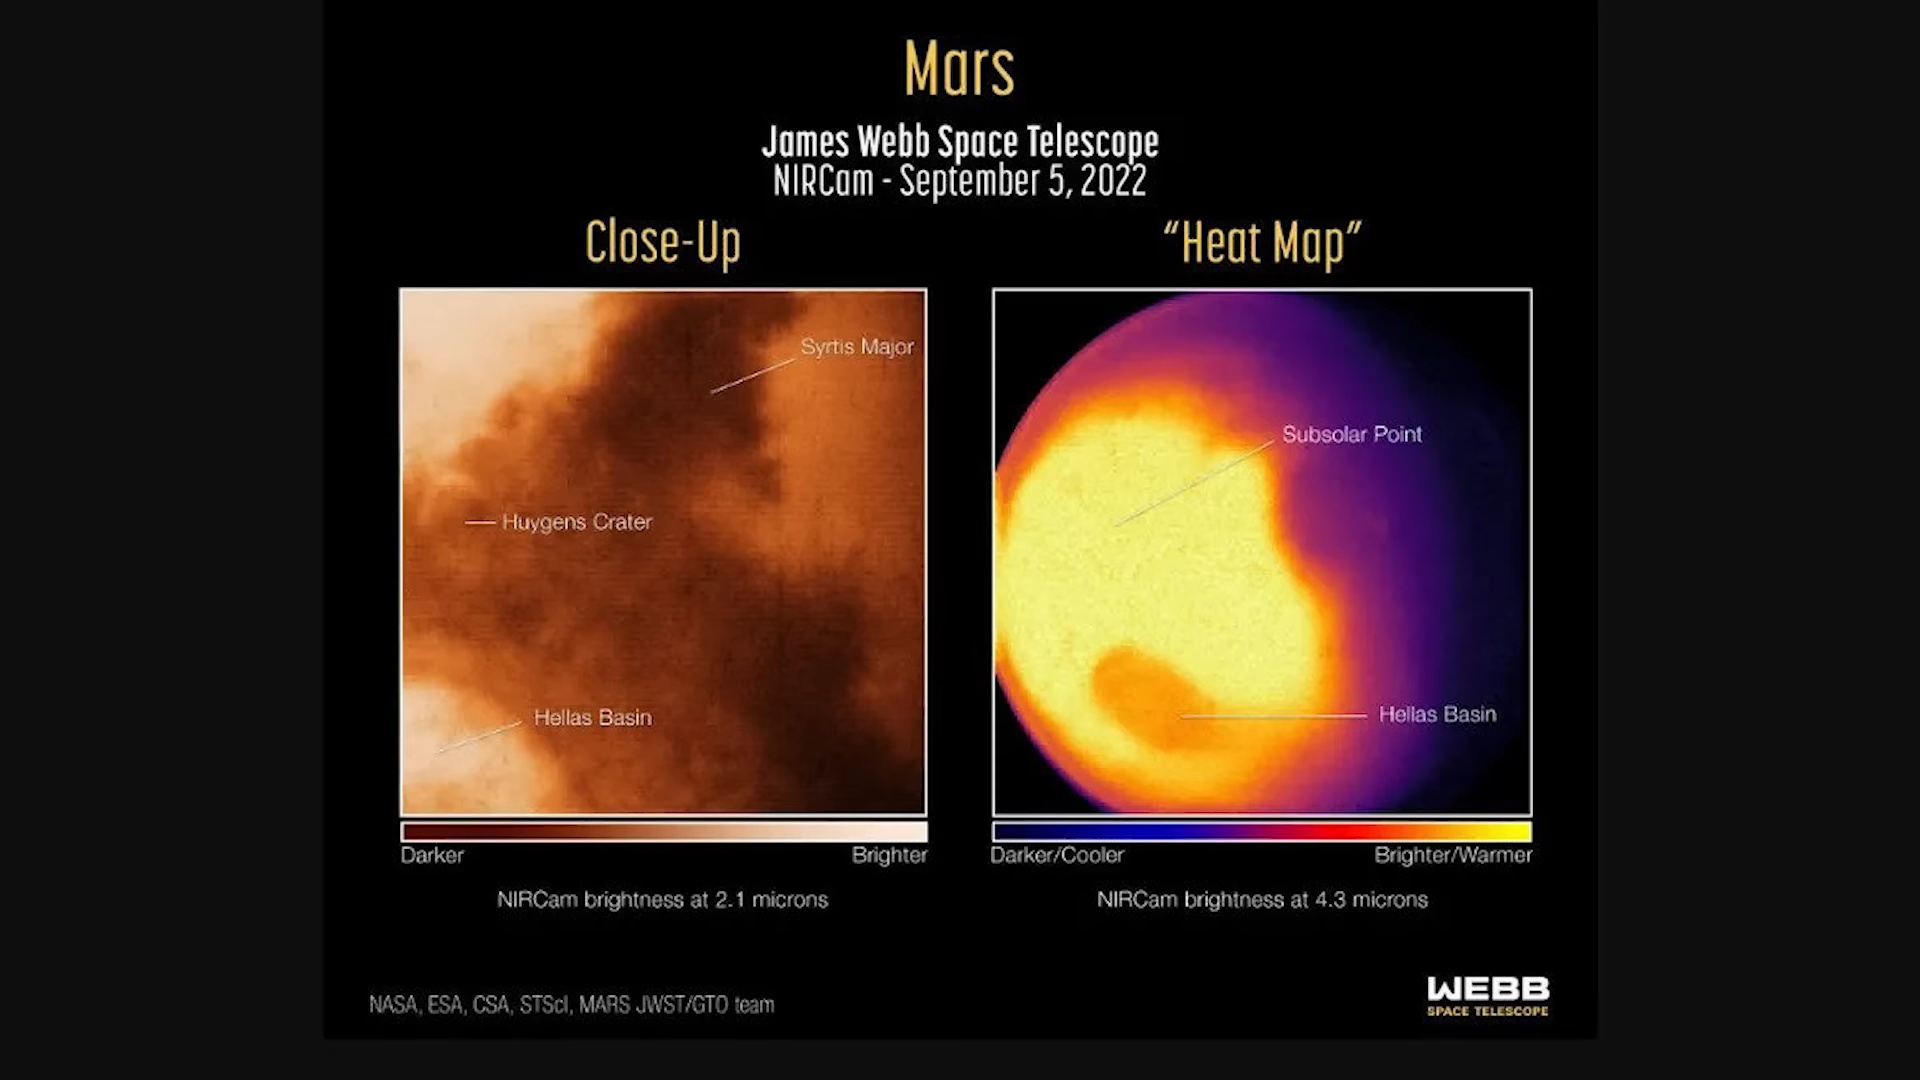 Mars
James Webb Space Telescope
NIRCam - September 5, 2022
Close-Up
Syrtis Major
Huygens Crater
Hellas Basin
Darker
Brighter
NIRCam brightness at 2.1 microns
“Heat Map”
Subsolar Point
Hellas Basin
Darker/Cooler
Brighter/Warmer
NIRCam brightness at 4.3 microns
NASA, ESA, CSA, STScI, MARS JWST/GTO team
WEBB
SPACE TELESCOPE